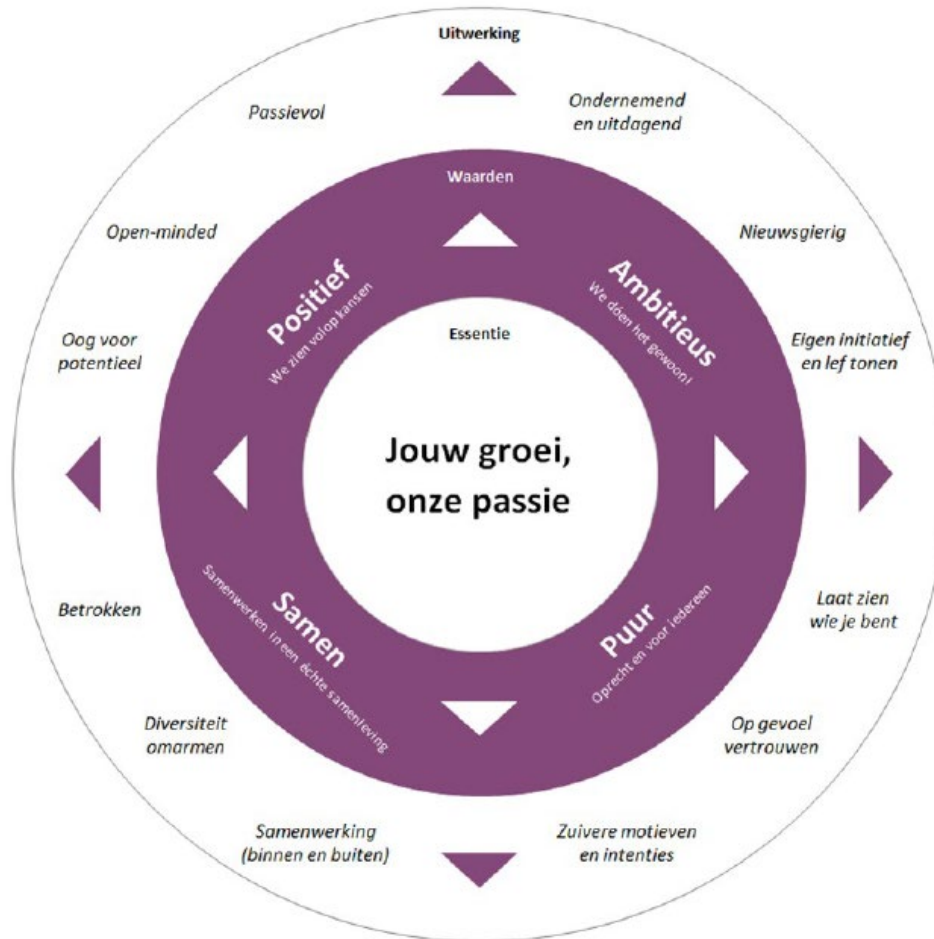 Uitwerking
Passievol
Ondernemend
en uitdagend
Waarden
Open-minded
Nieuwsgierig
Positief
We zien volop kansen
Ambitieus
We dóen het gewoon!
Oog voor
potentieel
Essentie
Eigen initiatief
en lef tonen
Jouw groei,
onze passie
Betrokken
Samen
Samenwerken in een échte samenleving
Puur
Oprecht en voor iedereen
Laat zien
wie je bent
Diversiteit
omarmen
Op gevoel
vertrouwen
Samenwerking
(binnen en buiten)
Zuivere motieven
en intenties